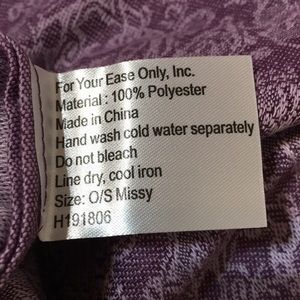 For Your Ease Only, Inc.
Material : 100% Polyester
Made in China
Hand wash cold water separately
Do not bleach
Line dry, cool iron
Size: O/S Missy
H191806